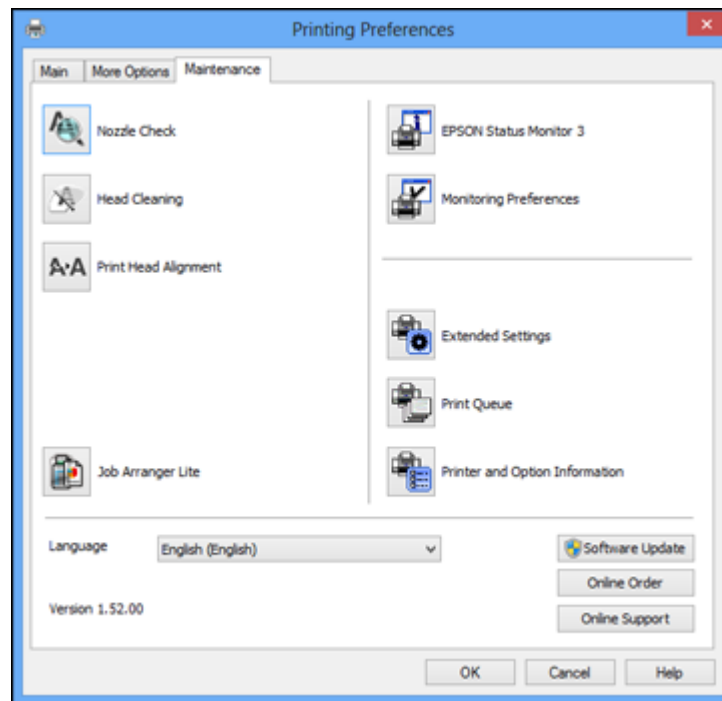 Printing Preferences
Main
More Options
Maintenance
Nozzle Check
EPSON Status Monitor 3
Head Cleaning
Monitoring Preferences
A·A Print Head Alignment
Extended Settings
Print Queue
Job Arranger Lite
Printer and Option Information
Language
English (English)
Software Update
Online Order
Version 1.52.00
Online Support
OK
Cancel
Help